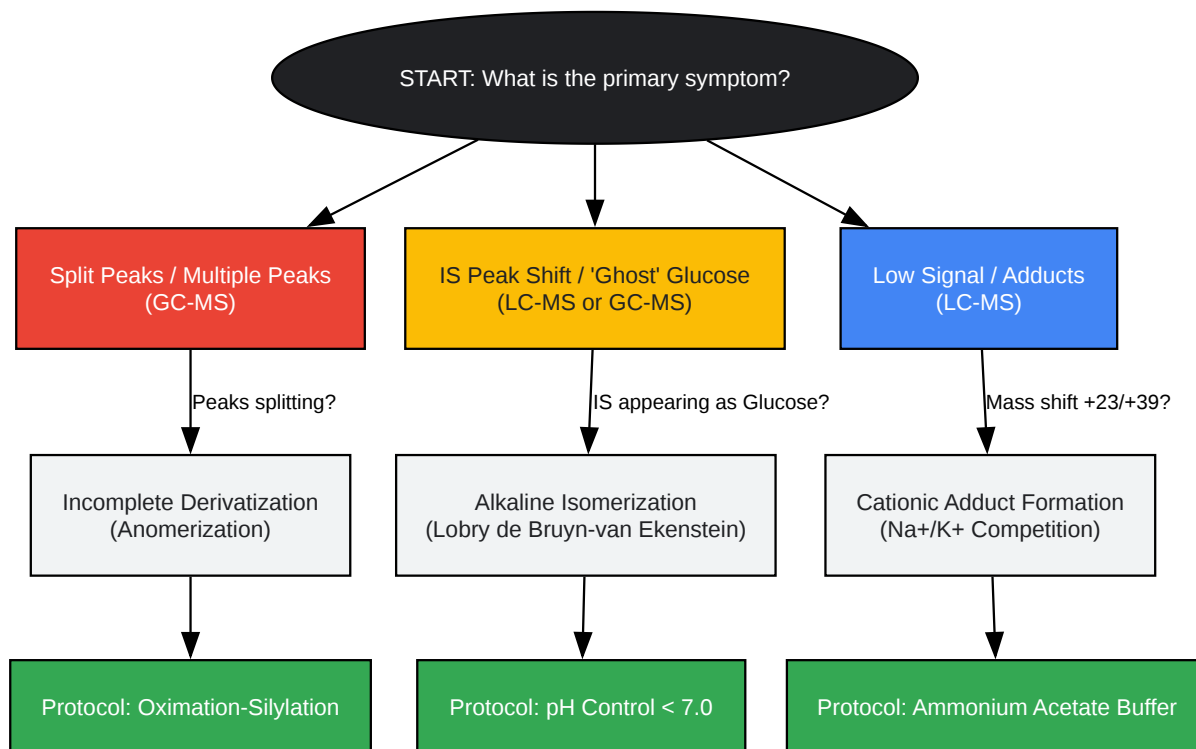 START: What is the primary symptom?
Split Peaks / Multiple Peaks
(GC-MS)
IS Peak Shift / 'Ghost' Glucose
(LC-MS or GC-MS)
Low Signal / Adducts
(LC-MS)
Peaks splitting?
IS appearing as Glucose?
Mass shift +23/+39?
Incomplete Derivatization
(Anomerization)
Alkaline Isomerization
(Lobry de Bruyn-van Ekenstein)
Cationic Adduct Formation
(Na+/K+ Competition)
Protocol: Oximation-Silylation
Protocol: pH Control < 7.0
Protocol: Ammonium Acetate Buffer